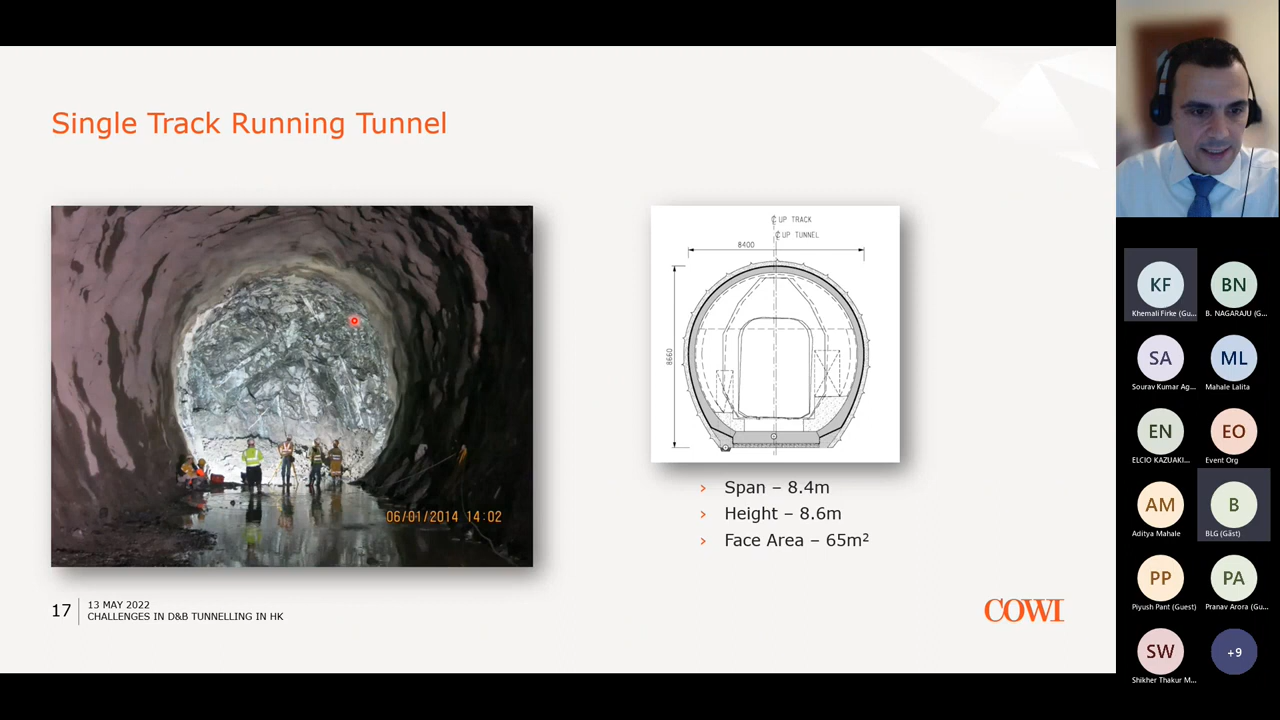 Single Track Running Tunnel
℄ UP TRACK
℄ UP TUNNEL
8400
8660
06/01/2014 14:02
› Span – 8.4m
› Height – 8.6m
› Face Area – 65m²
17
13 MAY 2022
CHALLENGES IN D&B TUNNELLING IN HK
COWI
KF
BN
Khemali Firke (Gu...
B. NAGARAJU (G...
SA
ML
Sourav Kumar Ag...
Mahale Lalita
EN
EO
ELCIO KAZUAKI...
Event Org
AM
B
Aditya Mahale
BLG (Gäst)
PP
PA
Piyush Pant (Guest)
Pranav Arora (Gu...
SW
+9
Shikher Thakur M...